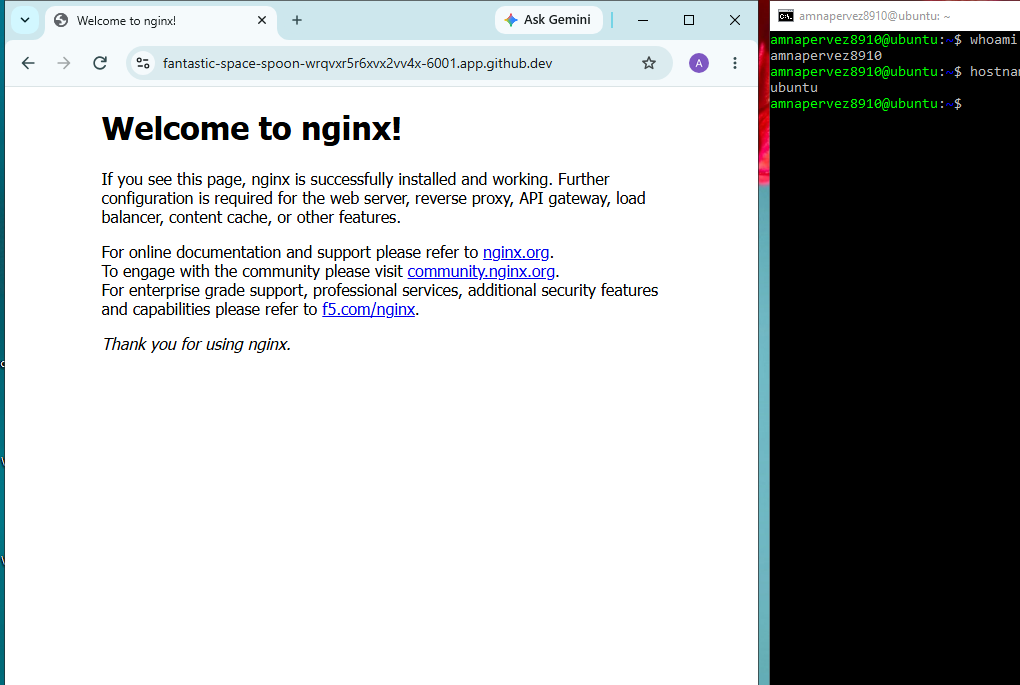 Welcome to nginx!
Ask Gemini
fantastic-space-spoon-wrqvxr5r6xvx2vv4x-6001.app.github.dev
A
Welcome to nginx!
If you see this page, nginx is successfully installed and working. Further
configuration is required for the web server, reverse proxy, API gateway, load
balancer, content cache, or other features.
For online documentation and support please refer to nginx.org.
To engage with the community please visit community.nginx.org.
For enterprise grade support, professional services, additional security features
and capabilities please refer to f5.com/nginx.
Thank you for using nginx.
amnapervez8910@ubuntu: ~
amnapervez8910@ubuntu:~$ whoami
amnapervez8910
amnapervez8910@ubuntu:~$ hostna
ubuntu
amnapervez8910@ubuntu:~$